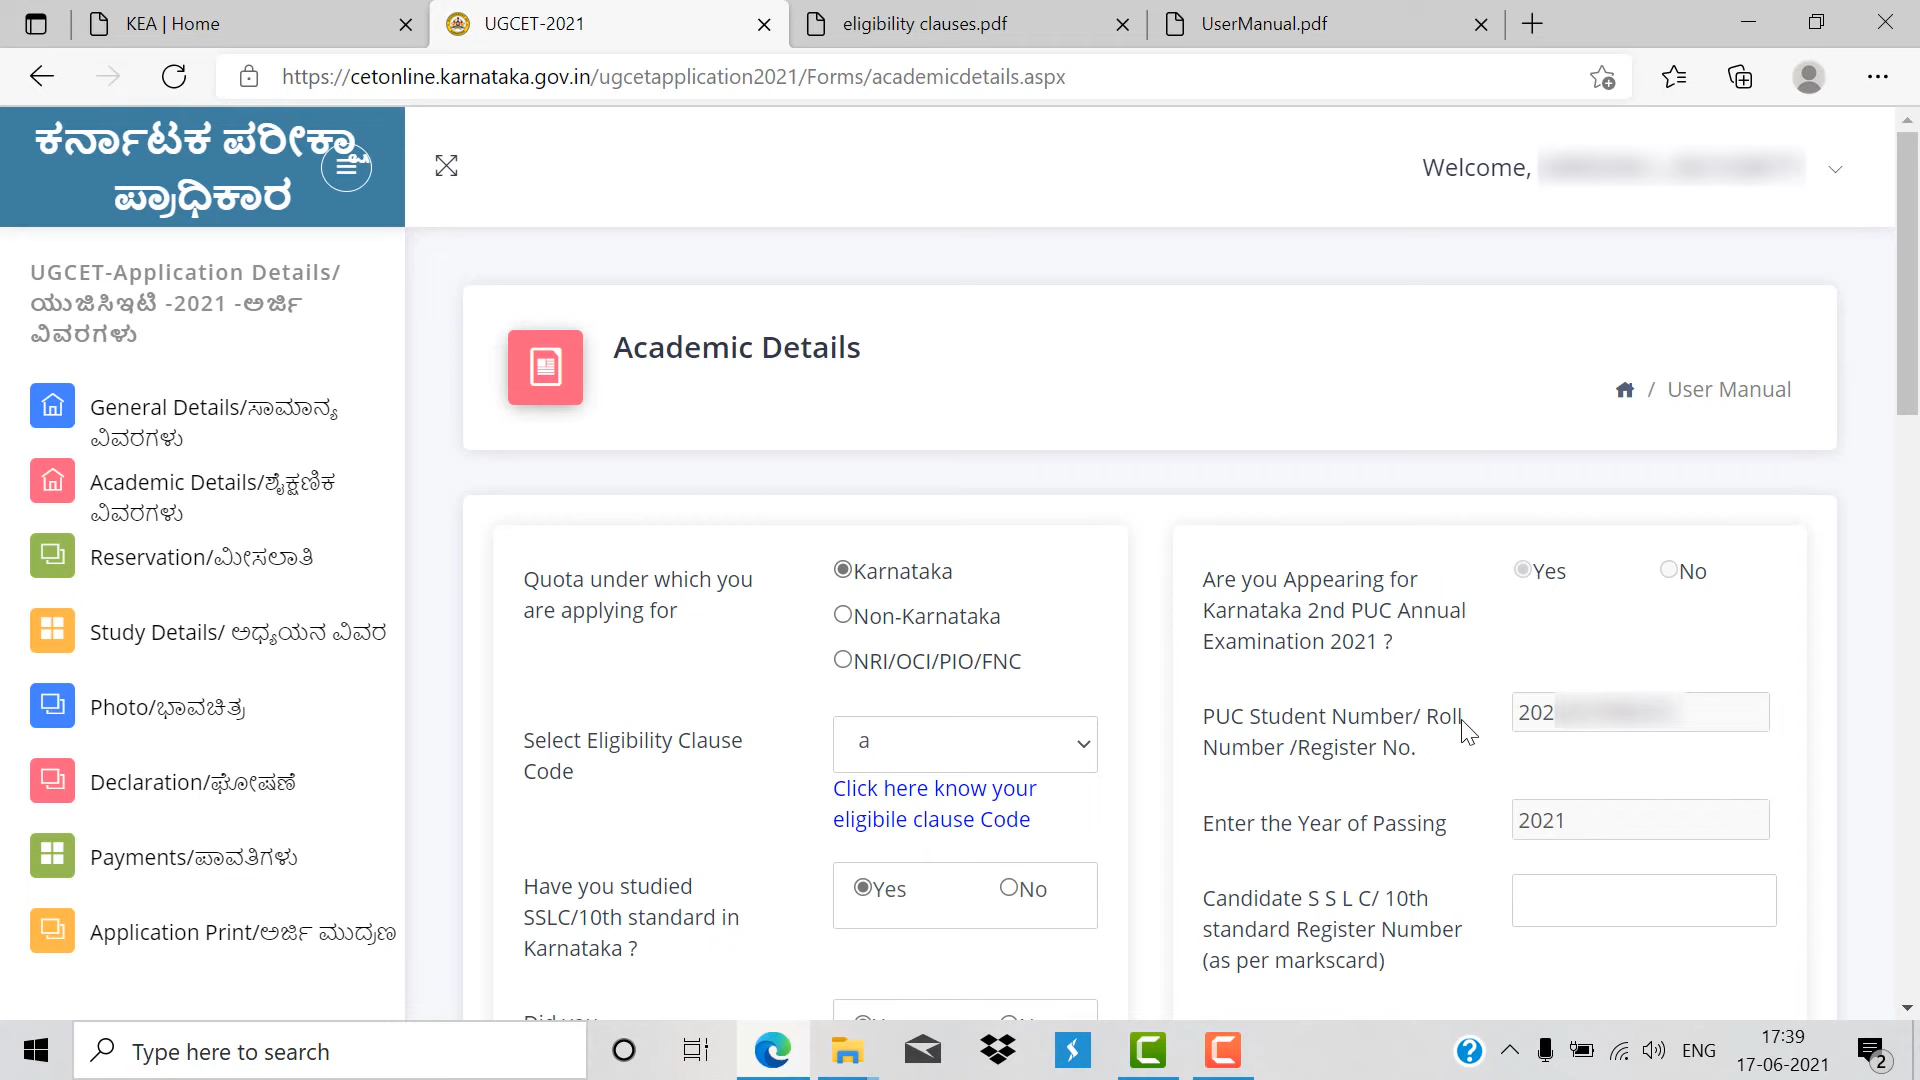 KEA | Home
UGCET-2021
eligibility clauses.pdf
UserManual.pdf
https://cetonline.karnataka.gov.in/ugcetapplication2021/Forms/academicdetails.aspx
ಕರ್ನಾಟಕ ಪರೀಕ್ಷಾ
ಪ್ರಾಧಿಕಾರ
Welcome,
UGCET-Application Details/
ಯುಜಿಸಿಇಟಿ -2021 -ಅರ್ಜಿ
ವಿವರಗಳು
General Details/ಸಾಮಾನ್ಯ
ವಿವರಗಳು
Academic Details/ಶೈಕ್ಷಣಿಕ
ವಿವರಗಳು
Reservation/ಮೀಸಲಾತಿ
Study Details/ ಅಧ್ಯಯನ ವಿವರ
Photo/ಭಾವಚಿತ್ರ
Declaration/ಘೋಷಣೆ
Payments/ಪಾವತಿಗಳು
Application Print/ಅರ್ಜಿ ಮುದ್ರಣ
Academic Details
/ User Manual
Quota under which you
are applying for
Karnataka
Non-Karnataka
NRI/OCI/PIO/FNC
Select Eligibility Clause
Code
a
Click here know your
eligibile clause Code
Have you studied
SSLC/10th standard in
Karnataka ?
Yes No
Are you Appearing for
Karnataka 2nd PUC Annual
Examination 2021 ?
Yes No
PUC Student Number/ Roll
Number /Register No.
202
Enter the Year of Passing
2021
Candidate S S L C/ 10th
standard Register Number
(as per markscard)
Type here to search
ENG
17:39
17-06-2021
2